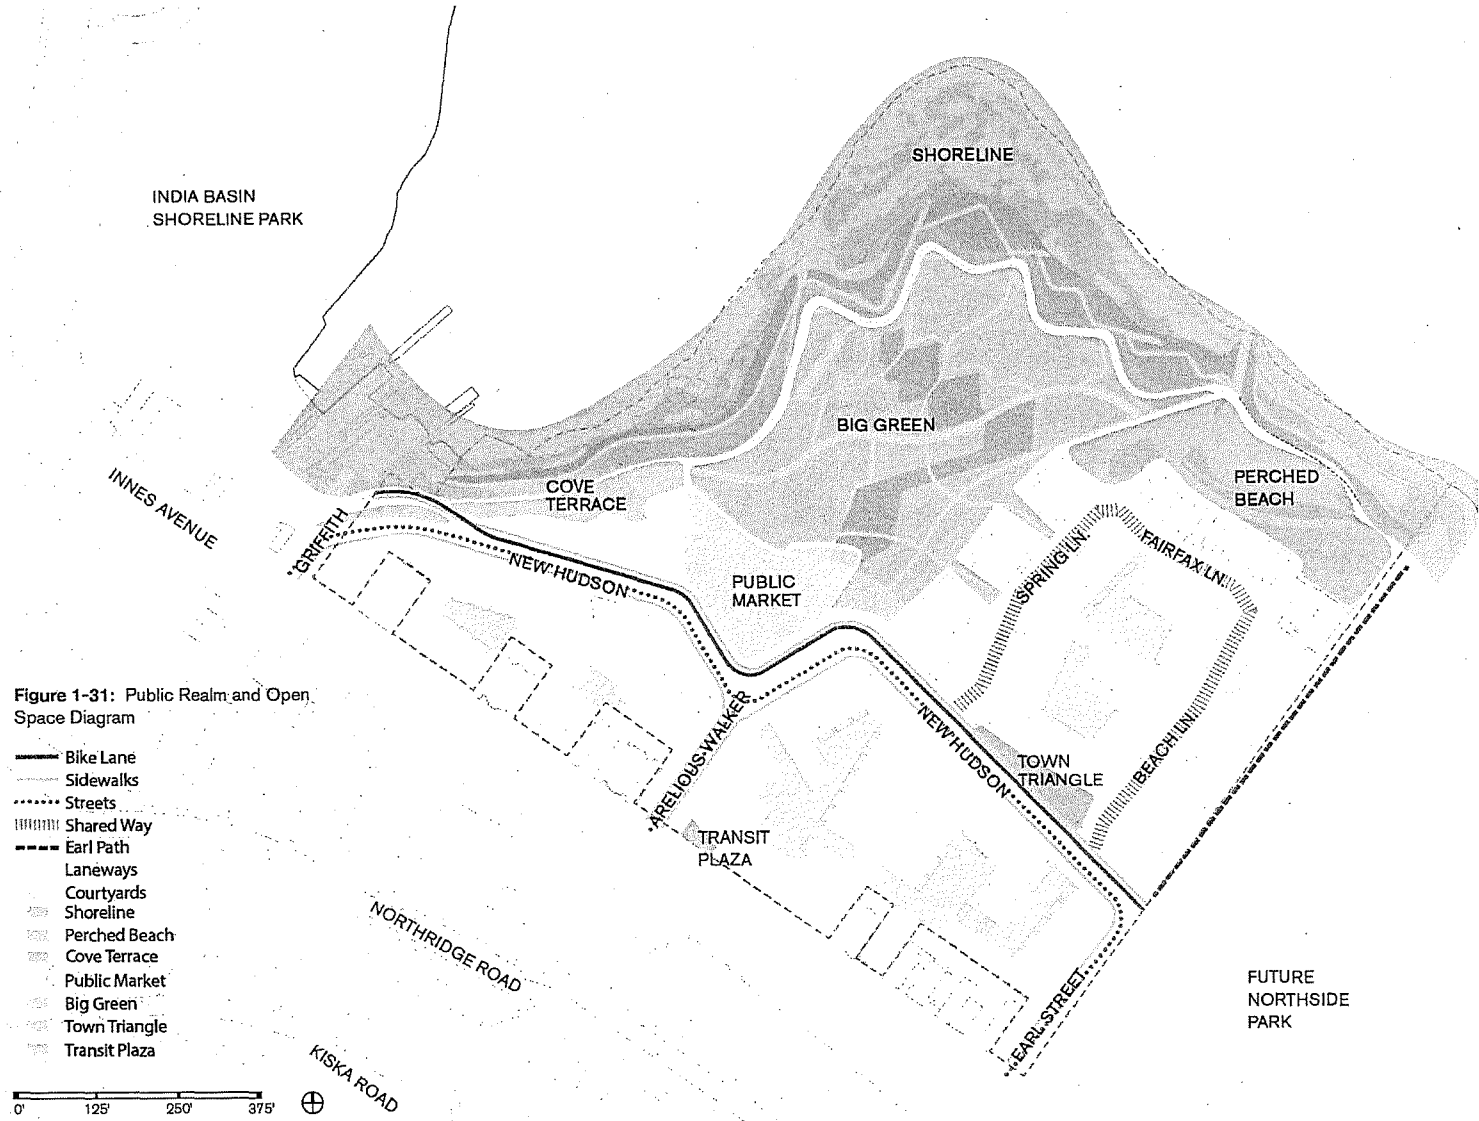 SHORELINE
INDIA BASIN
SHORELINE PARK
BIG GREEN
PERCHED
BEACH
COVE
TERRACE
INNES AVENUE
GRIFFITH
NEW HUDSON
PUBLIC
MARKET
SPRING LN.
FAIRFAX LN.
BEACH LN.
ARELIOUS WALKER
NEW HUDSON
TOWN
TRIANGLE
TRANSIT
PLAZA
NORTHRIDGE ROAD
KISKA ROAD
EARL STREET
FUTURE
NORTHSIDE
PARK
Figure 1-31: Public Realm and Open
Space Diagram
Bike Lane
Sidewalks
Streets
Shared Way
Earl Path
Laneways
Courtyards
Shoreline
Perched Beach
Cove Terrace
Public Market
Big Green
Town Triangle
Transit Plaza
0' 125' 250' 375'